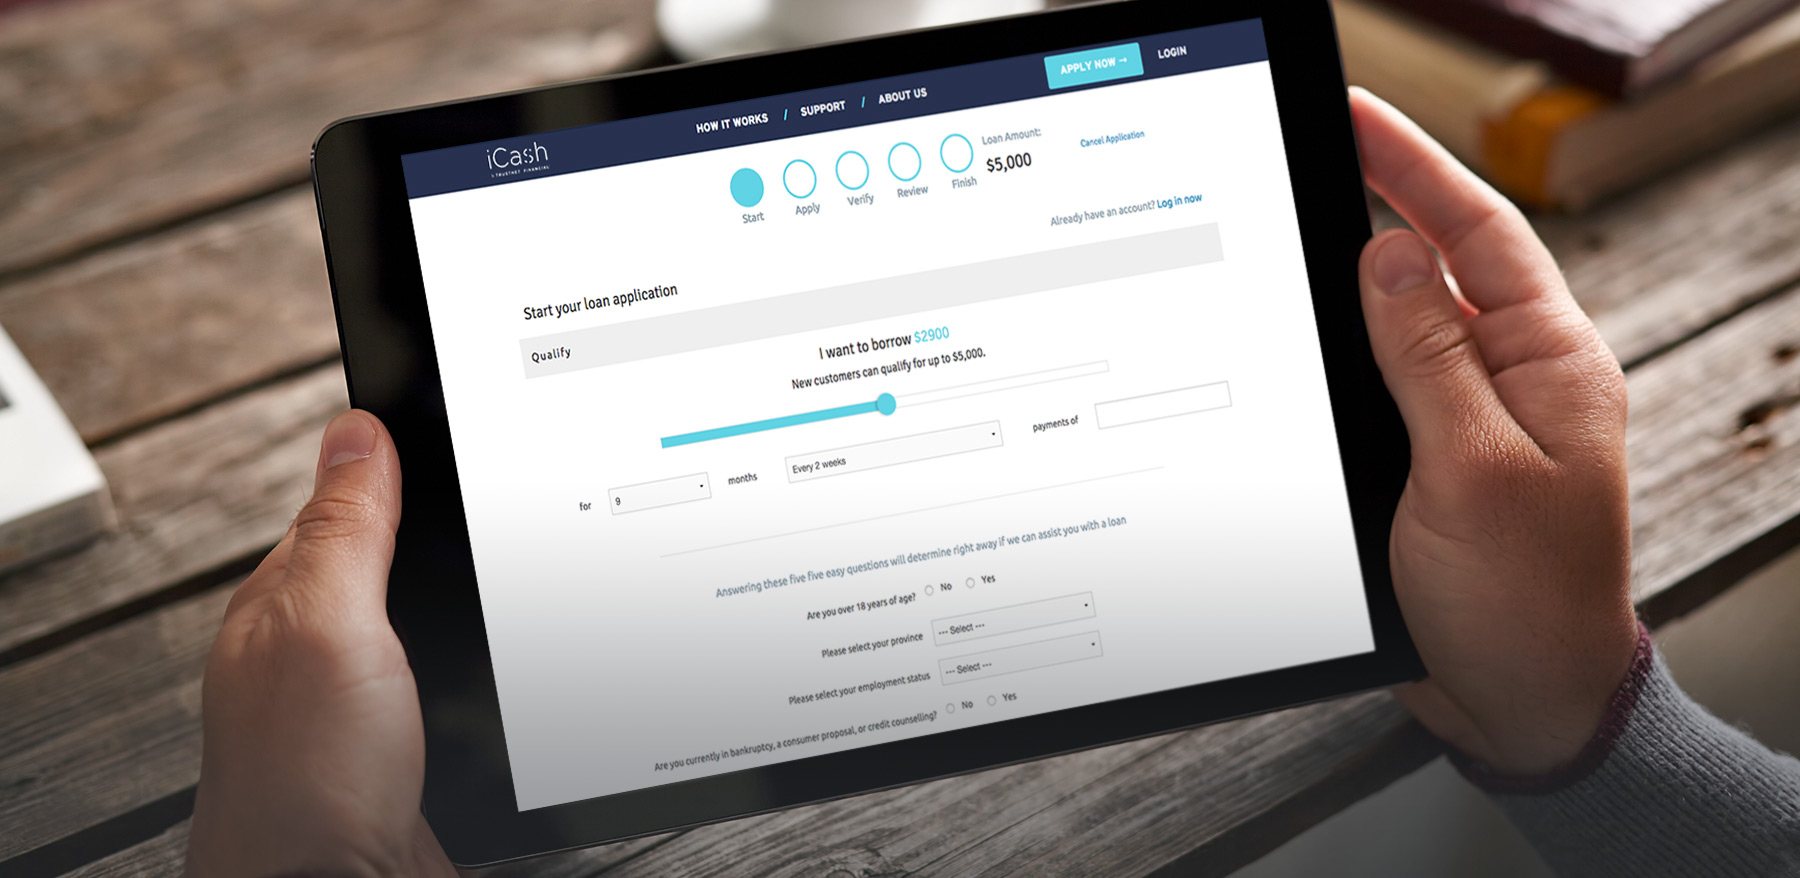 HOW IT WORKS / SUPPORT / ABOUT US
APPLY NOW → LOGIN
iCash
by TRUSTNET FINANCIAL
Start
Apply
Verify
Review
Finish
Loan Amount:
$5,000
Cancel Application
Already have an account? Log in now
Start your loan application
Qualify
I want to borrow $2900
New customers can qualify for up to $5,000.
for 9 months Every 2 weeks payments of
Answering these five five easy questions will determine right away if we can assist you with a loan
Are you over 18 years of age? No Yes
Please select your province --- Select ---
Please select your employment status --- Select ---
Are you currently in bankruptcy, a consumer proposal, or credit counselling? No Yes